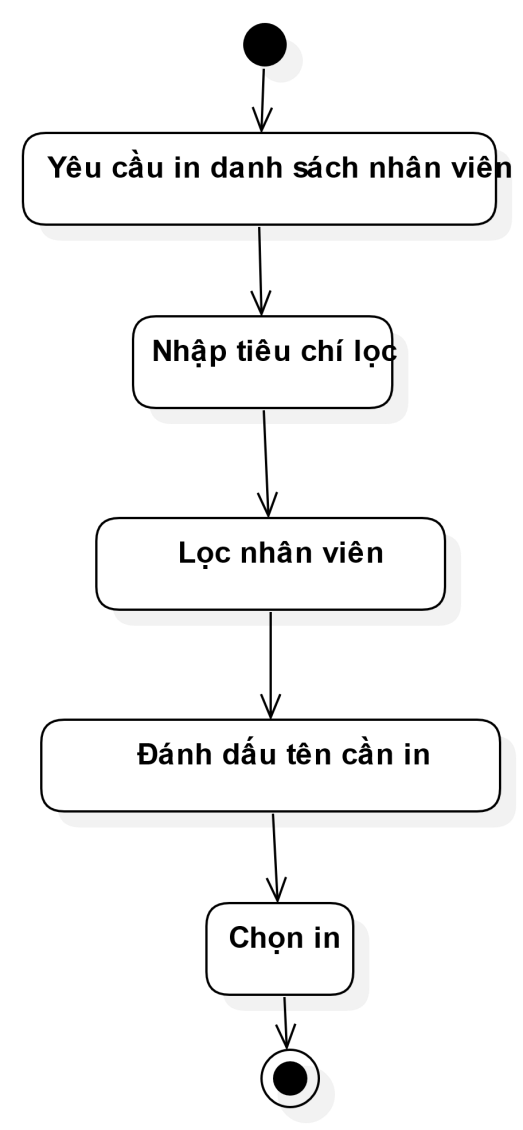 Yêu cầu in danh sách nhân viên
Nhập tiêu chí lọc
Lọc nhân viên
Đánh dấu tên cần in
Chọn in